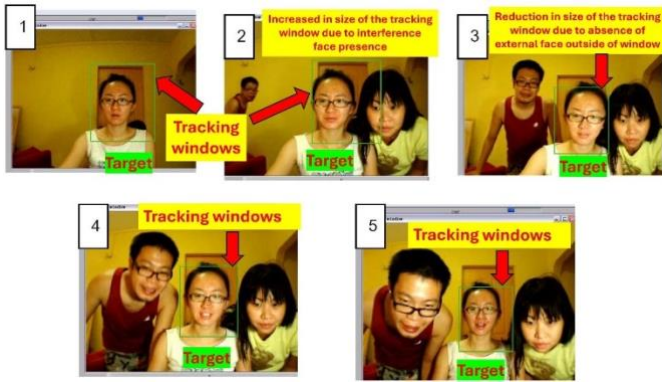 1
2
Increased in size of the tracking
window due to interference
face presence
3
Reduction in size of the tracking
window due to absence of
external face outside of window
Tracking
windows
Target
Target
Target
4
Tracking windows
Target
5
Tracking windows
Target